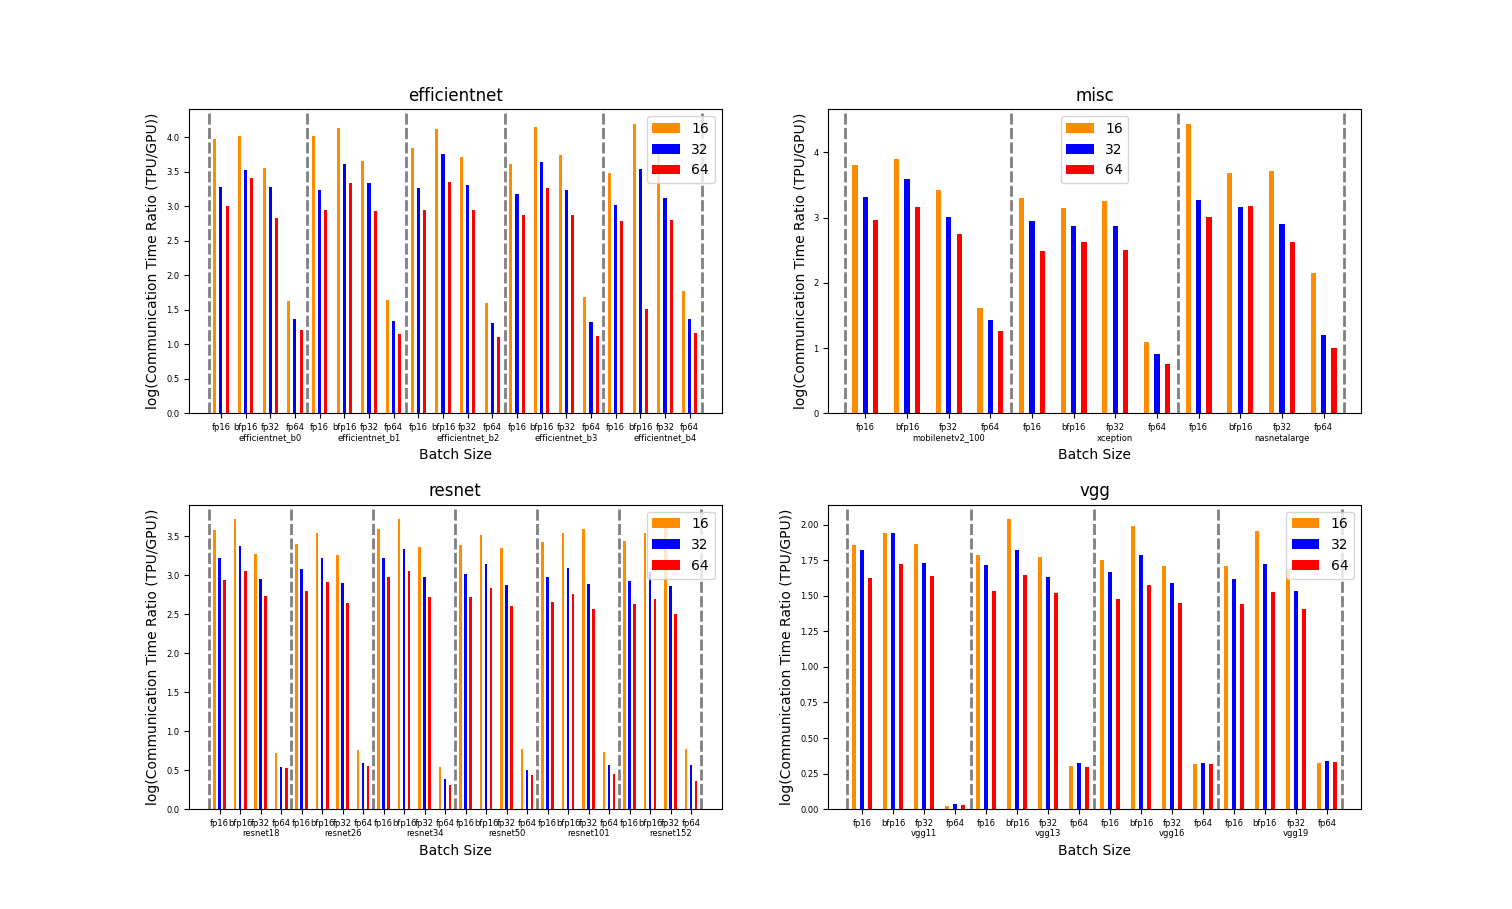 efficientnet
log(Communication Time Ratio (TPU/GPU))
4.0
3.5
3.0
2.5
2.0
1.5
1.0
0.5
0.0
16
32
64
fp16 bfp16 fp32 fp64 fp16 bfp16 fp32 fp64 fp16 bfp16 fp32 fp64 fp16 bfp16 fp32 fp64 fp16 bfp16 fp32 fp64
efficientnet_b0 efficientnet_b1 efficientnet_b2 efficientnet_b3 efficientnet_b4
Batch Size
misc
log(Communication Time Ratio (TPU/GPU))
4
3
2
1
0
16
32
64
fp16 bfp16 fp32 fp64 fp16 bfp16 fp32 fp64 fp16 bfp16 fp32 fp64
mobilenetv2_100 xception nasnetalarge
Batch Size
resnet
log(Communication Time Ratio (TPU/GPU))
3.5
3.0
2.5
2.0
1.5
1.0
0.5
0.0
16
32
64
fp16 bfp16 fp32 fp64 fp16 bfp16 fp32 fp64 fp16 bfp16 fp32 fp64 fp16 bfp16 fp32 fp64 fp16 bfp16 fp32 fp64 fp16 bfp16 fp32 fp64
resnet18 resnet26 resnet34 resnet50 resnet101 resnet152
Batch Size
vgg
log(Communication Time Ratio (TPU/GPU))
2.00
1.75
1.50
1.25
1.00
0.75
0.50
0.25
0.00
16
32
64
fp16 bfp16 fp32 fp64 fp16 bfp16 fp32 fp64 fp16 bfp16 fp32 fp64 fp16 bfp16 fp32 fp64
vgg11 vgg13 vgg16 vgg19
Batch Size